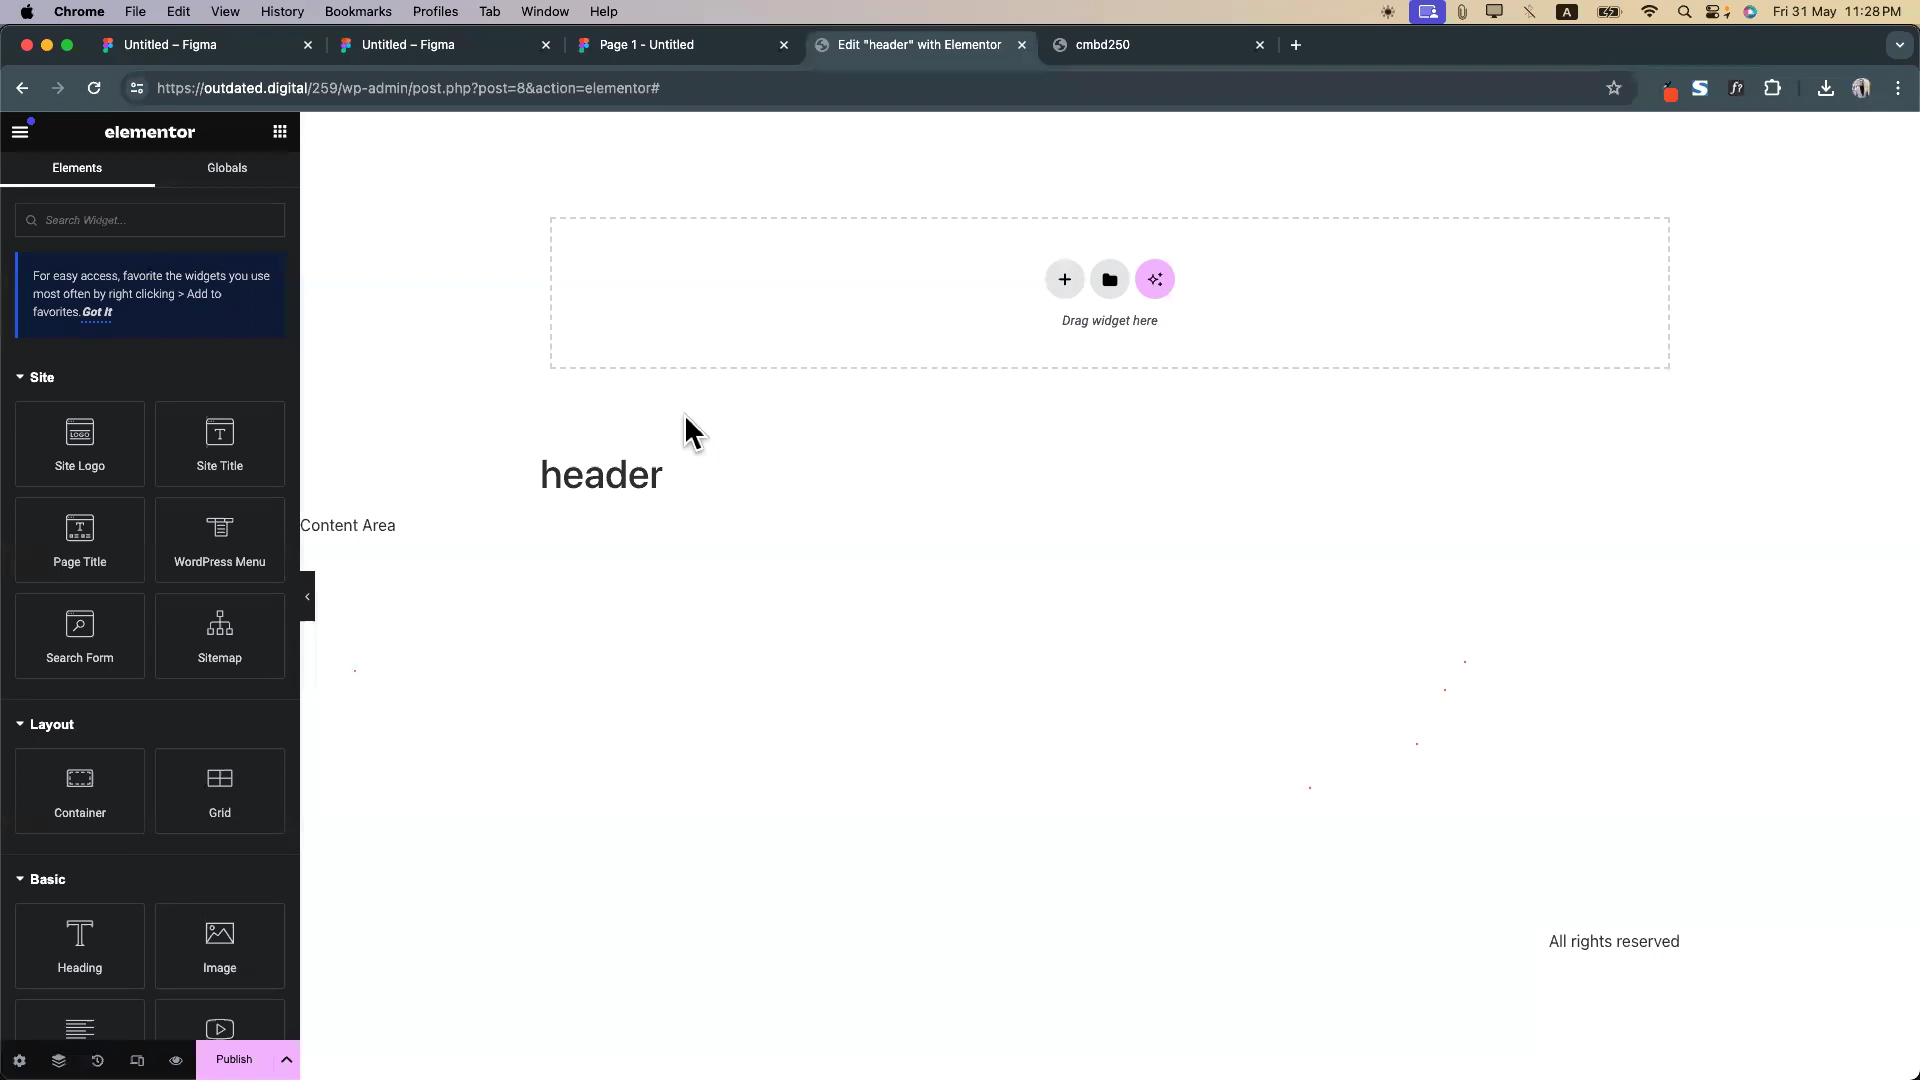 Chrome File Edit View History Bookmarks Profiles Tab Window Help
A
Fri 31 May 11:28 PM
Untitled – Figma
Untitled – Figma
Page 1 - Untitled
Edit "header" with Elementor
cmbd250
https://outdated.digital/259/wp-admin/post.php?post=8&action=elementor#
S
f?
elementor
Elements
Globals
Search Widget...
For easy access, favorite the widgets you use
most often by right clicking > Add to
favorites. Got It
Site
LOGO
Site Logo
T
Site Title
T
Page Title
WordPress Menu
Search Form
Sitemap
Layout
Container
Grid
Basic
Heading
Image
Publish
Drag widget here
header
Content Area
All rights reserved